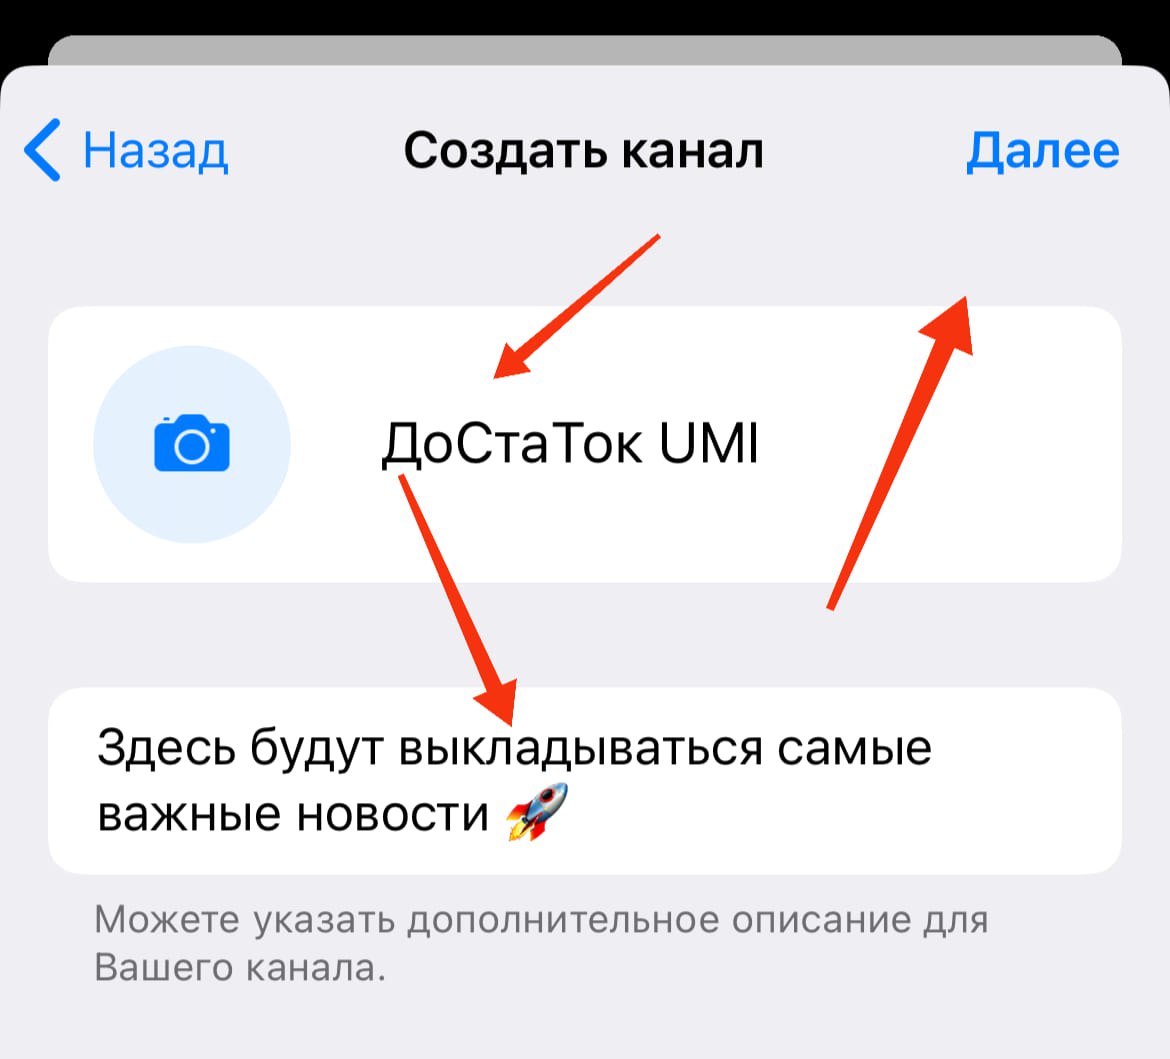 Назад Создать канал Далее
ДоСтаТок UMI
Здесь будут выкладываться самые
важные новости 🚀
Можете указать дополнительное описание для
Вашего канала.